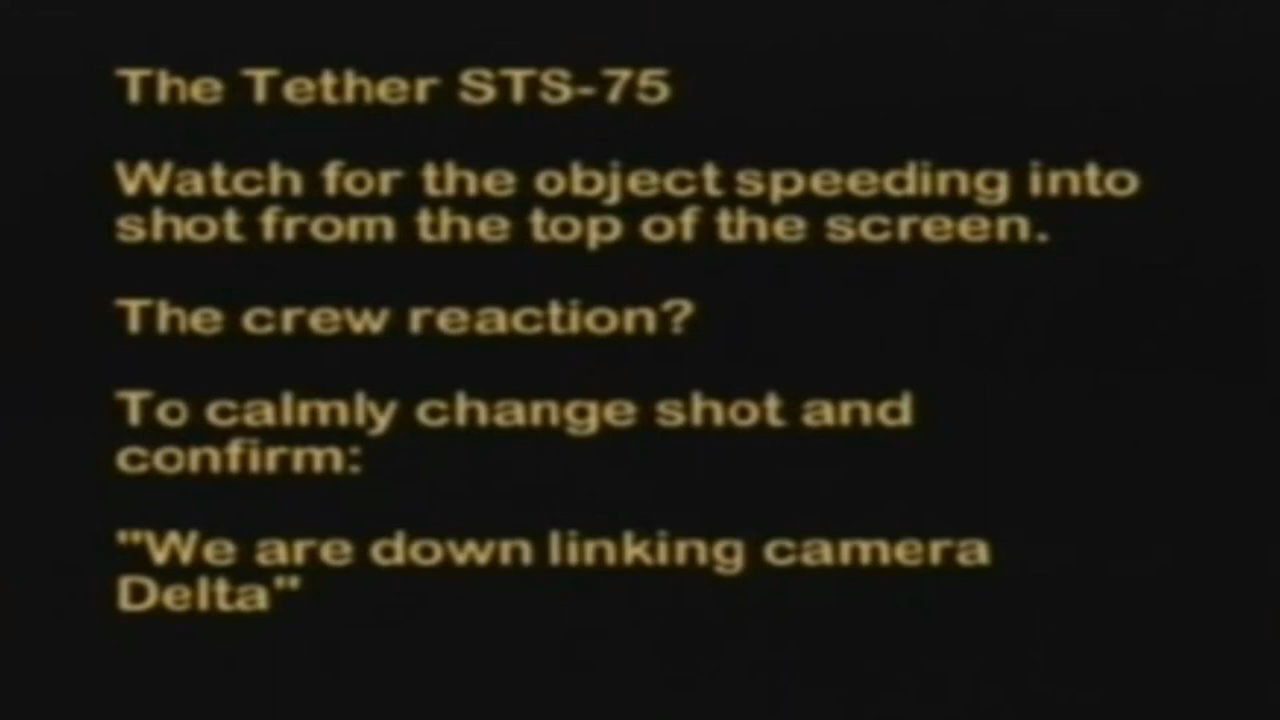 The Tether STS-75
Watch for the object speeding into
shot from the top of the screen.
The crew reaction?
To calmly change shot and
confirm:
"We are down linking camera
Delta"